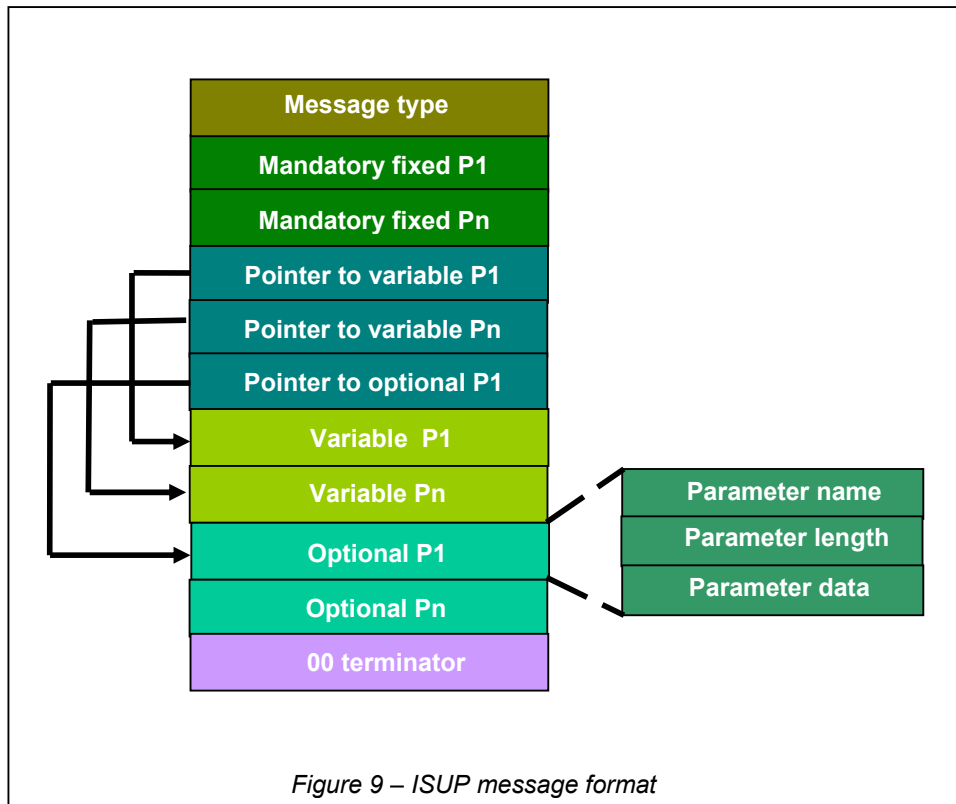 Message type
Mandatory fixed P1
Mandatory fixed Pn
Pointer to variable P1
Pointer to variable Pn
Pointer to optional P1
Variable P1
Variable Pn
Optional P1
Optional Pn
00 terminator
Parameter name
Parameter length
Parameter data
Figure 9 – ISUP message format